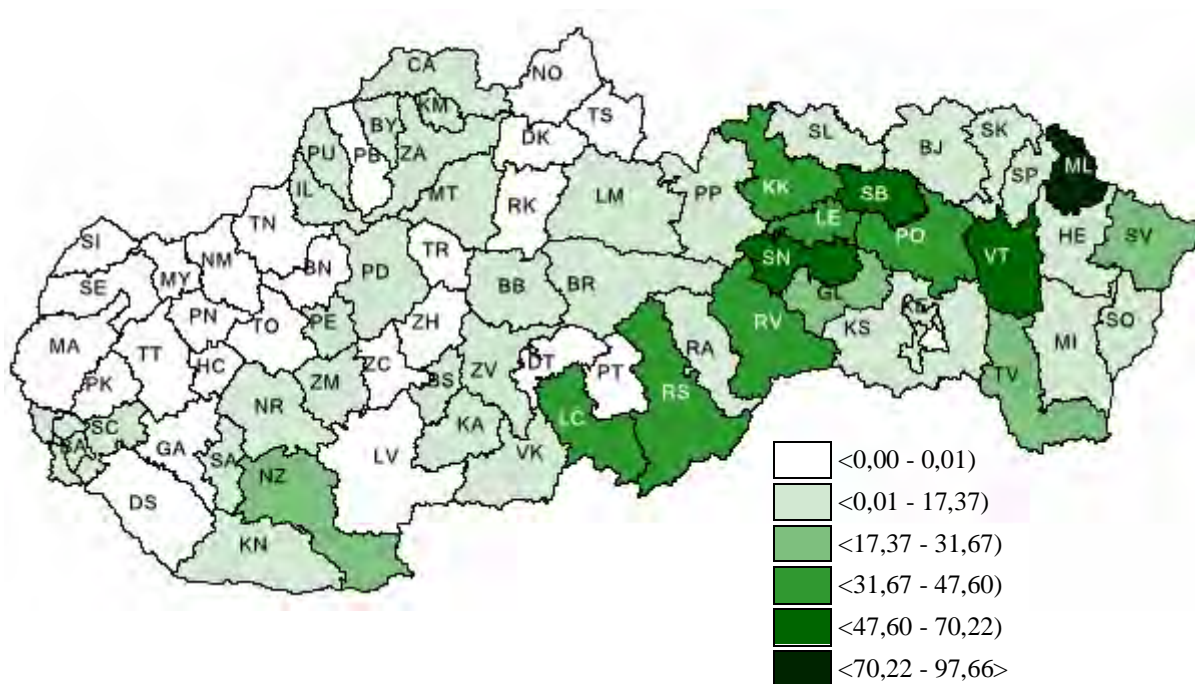 CA
NO
KM
TS
BY
DK
PU
PB
ZA
SL
SK
BJ
IL
MT
RK
LM
PP
KK
SB
SP
ML
LE
TN
SI
NM
BN
PD
TR
SN
PO
VT
HE
SV
SE
MY
BB
BR
GL
PN
TO
PE
ZH
RV
KS
SO
MA
TT
HC
ZM
ZC
BS
ZV
DT
PT
RA
MI
PK
TV
NR
KA
LC
RS
SC
BA
GA
SA
LV
VK
NZ
DS
KN
<0,00 - 0,01)
<0,01 - 17,37)
<17,37 - 31,67)
<31,67 - 47,60)
<47,60 - 70,22)
<70,22 - 97,66>